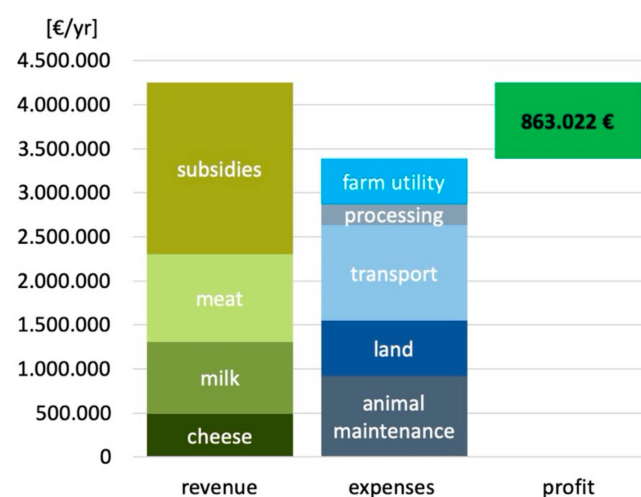 [€/yr]
4.500.000
4.000.000
3.500.000
3.000.000
2.500.000
2.000.000
1.500.000
1.000.000
500.000
0
subsidies
meat
milk
cheese
farm utility
processing
transport
land
animal
maintenance
863.022 €
revenue
expenses
profit